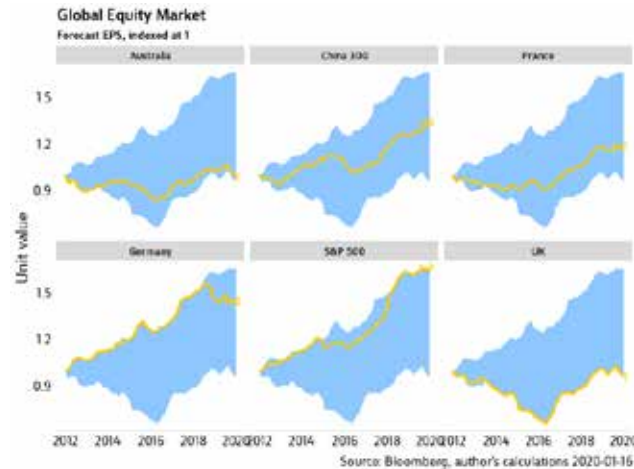 Global Equity Market
Forecast EPS, indexed at 1
Australia China 300 France
1.5
1.2
0.9
Unit value
Germany S&P 500 UK
1.5
1.2
0.9
2012 2014 2016 2018 2020 2012 2014 2016 2018 2020 2012 2014 2016 2018 2020
Source: Bloomberg, author's calculations 2020-01-16